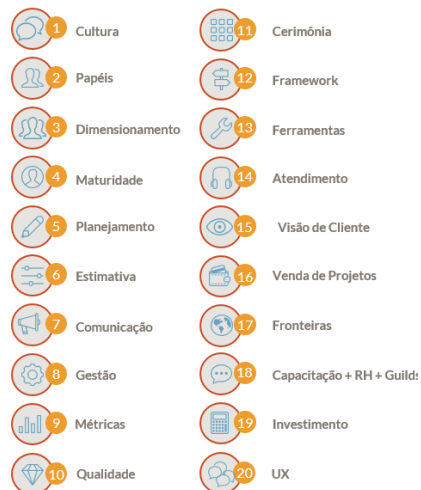 1 Cultura
2 Papéis
3 Dimensionamento
4 Maturidade
5 Planejamento
6 Estimativa
7 Comunicação
8 Gestão
9 Métricas
10 Qualidade
11 Cerimônia
12 Framework
13 Ferramentas
14 Atendimento
15 Visão de Cliente
16 Venda de Projetos
17 Fronteiras
18 Capacitação + RH + Guilds
19 Investimento
20 UX